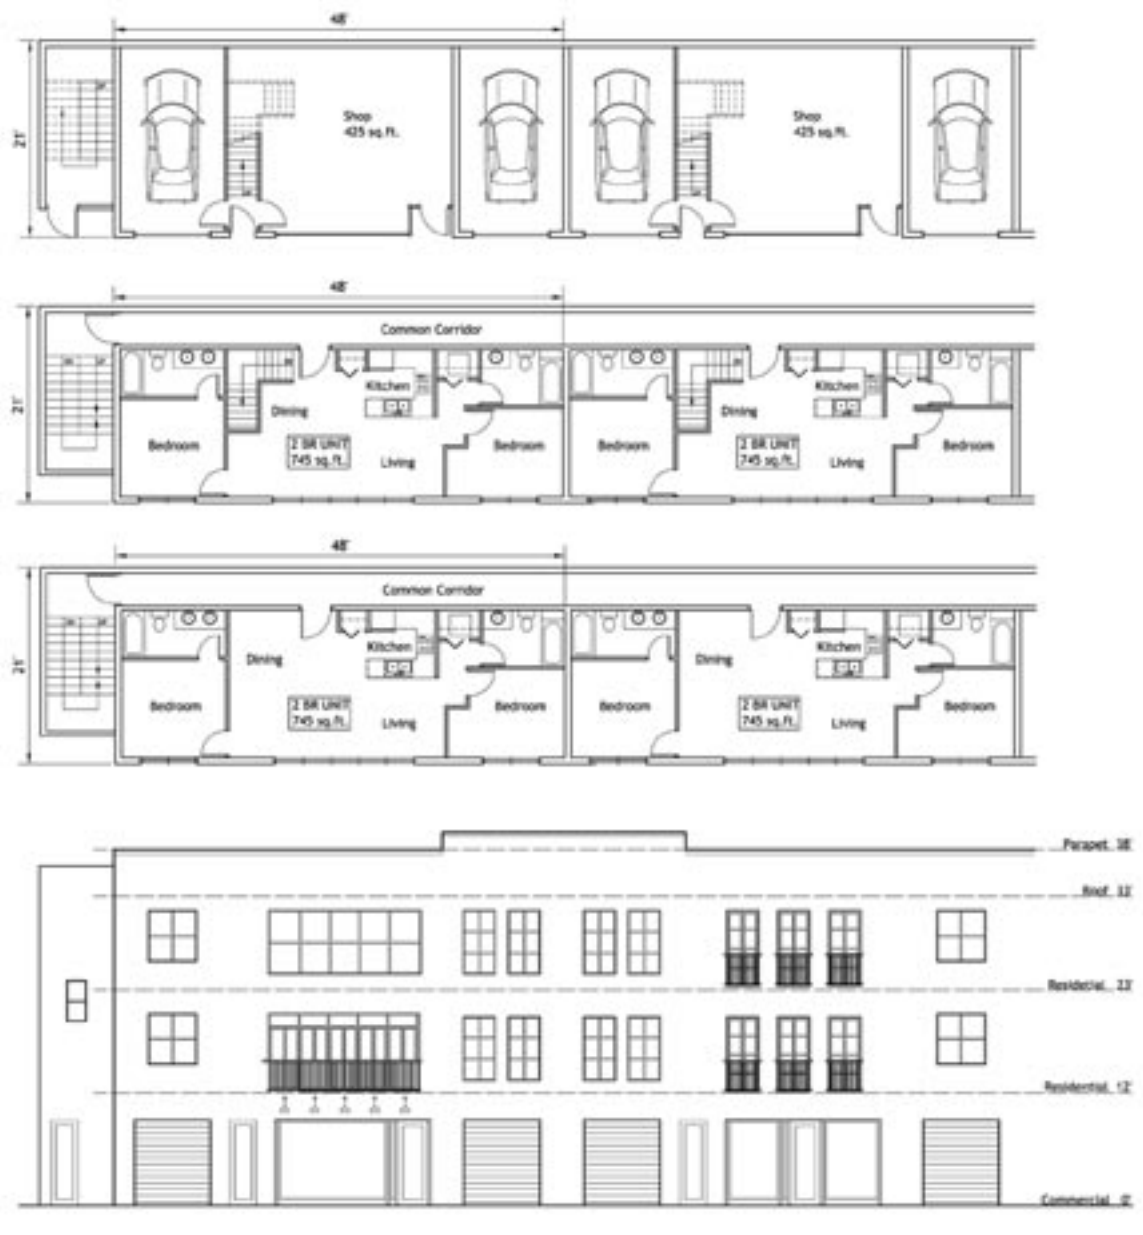 48'
21'
Shop
425 sq.ft.
Shop
425 sq.ft.
48'
21'
Common Corridor
Kitchen
Kitchen
Dining
Dining
Bedroom
2 BR UNIT
745 sq.ft.
Living
Bedroom
Bedroom
2 BR UNIT
745 sq.ft.
Living
Bedroom
48'
21'
Common Corridor
Kitchen
Kitchen
Dining
Dining
Bedroom
2 BR UNIT
745 sq.ft.
Living
Bedroom
Bedroom
2 BR UNIT
745 sq.ft.
Living
Bedroom
Parapet
Roof
Residetial 23'
Residential 12'
Commercial 0'